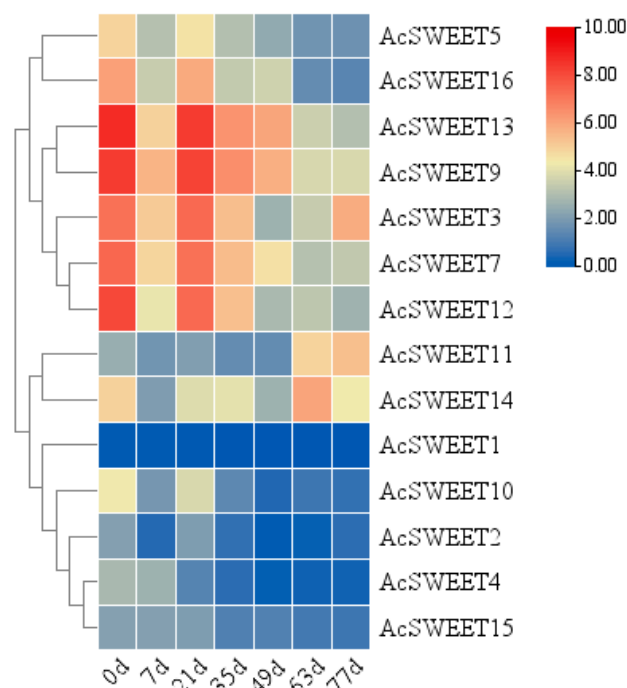 AcSWEET5
AcSWEET16
AcSWEET13
AcSWEET9
AcSWEET3
AcSWEET7
AcSWEET12
AcSWEET11
AcSWEET14
AcSWEET1
AcSWEET10
AcSWEET2
AcSWEET4
AcSWEET15
10.00
8.00
6.00
4.00
2.00
0.00
0d 7d 21d 35d 49d 63d 77d